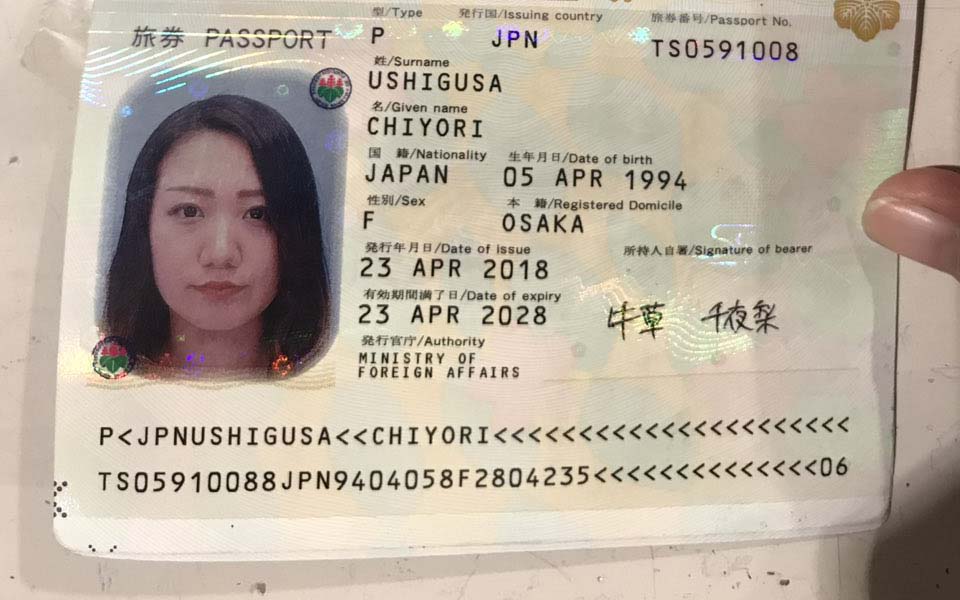 型/Type 発行国/Issuing country 旅券番号/Passport No.
旅券 PASSPORT P JPN TS0591008
姓/Surname
USHIGUSA
名/Given name
CHIYORI
国 籍/Nationality 生年月日/Date of birth
JAPAN 05 APR 1994
性別/Sex 本 籍/Registered Domicile
F OSAKA
発行年月日/Date of issue 所持人自署/Signature of bearer
23 APR 2018
有効期間満了日/Date of expiry
23 APR 2028 牛草 千夜梨
発行官庁/Authority
MINISTRY OF
FOREIGN AFFAIRS
P<JPNUSHIGUSA<<CHIYORI<<<<<<<<<<<<<<<<<<<<<<
TS05910088JPN9404058F2804235<<<<<<<<<<<<<<06